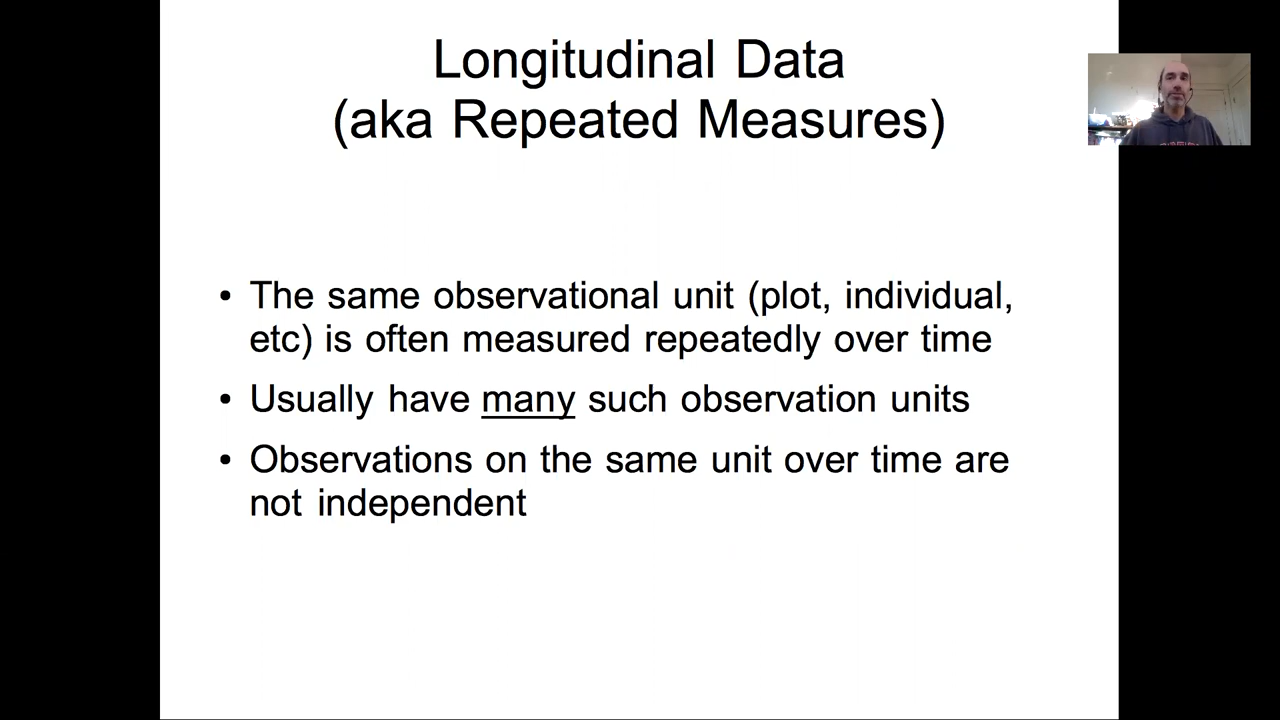 Longitudinal Data
(aka Repeated Measures)
• The same observational unit (plot, individual,
etc) is often measured repeatedly over time
• Usually have many such observation units
• Observations on the same unit over time are
not independent